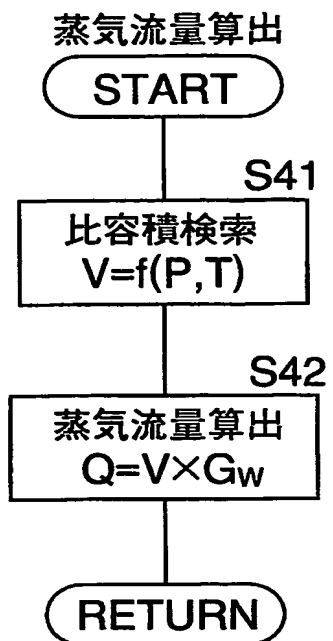 蒸気流量算出
START
S41
比容積検索
V=f(P,T)
S42
蒸気流量算出
Q=V×GW
RETURN